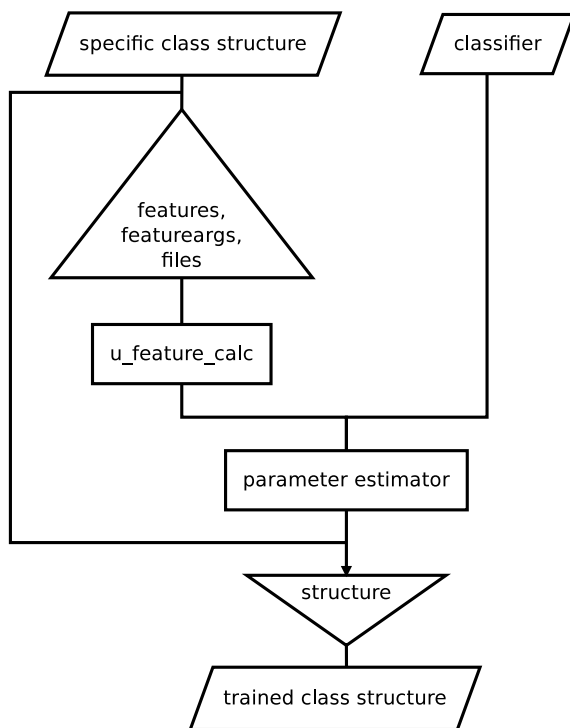 specific class structure
classifier
features,
featureargs,
files
u_feature_calc
parameter estimator
structure
trained class structure